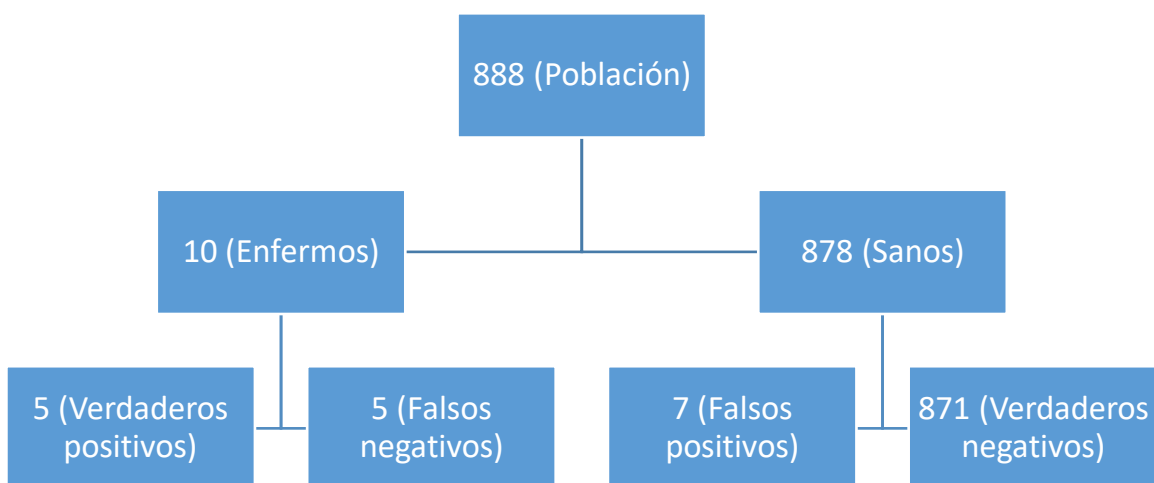 888 (Población)
10 (Enfermos)
878 (Sanos)
5 (Verdaderos
positivos)
5 (Falsos
negativos)
7 (Falsos
positivos)
871 (Verdaderos
negativos)